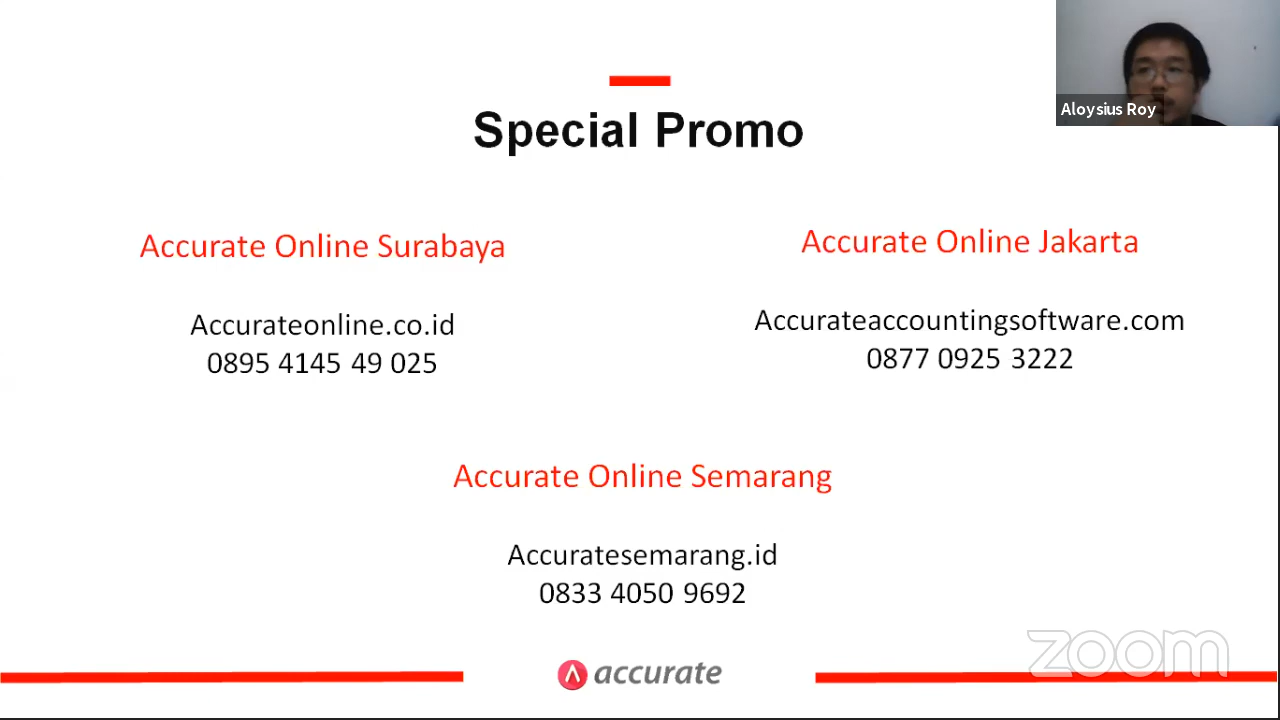 Aloysius Roy
Special Promo
Accurate Online Surabaya
Accurateonline.co.id
0895 4145 49 025
Accurate Online Jakarta
Accurateaccountingsoftware.com
0877 0925 3222
Accurate Online Semarang
Accuratesemarang.id
0833 4050 9692
accurate
zoom